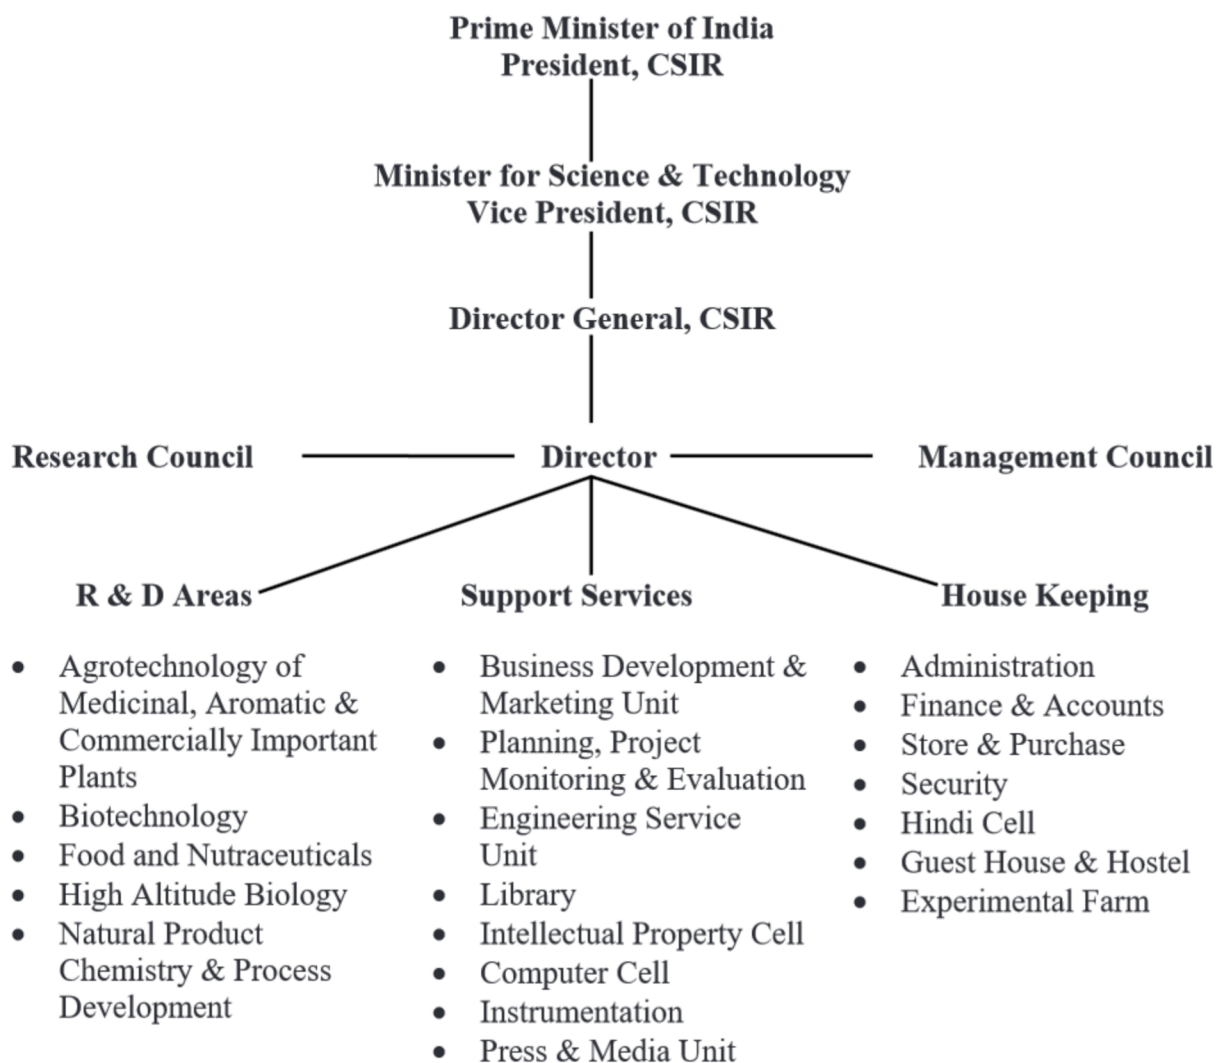 Prime Minister of India
President, CSIR
Minister for Science & Technology
Vice President, CSIR
Director General, CSIR
Research Council
Director
Management Council
R & D Areas
• Agrotechnology of
Medicinal, Aromatic &
Commercially Important
Plants
• Biotechnology
• Food and Nutraceuticals
• High Altitude Biology
• Natural Product
Chemistry & Process
Development
Support Services
• Business Development &
Marketing Unit
• Planning, Project
Monitoring & Evaluation
• Engineering Service
Unit
• Library
• Intellectual Property Cell
• Computer Cell
• Instrumentation
• Press & Media Unit
House Keeping
• Administration
• Finance & Accounts
• Store & Purchase
• Security
• Hindi Cell
• Guest House & Hostel
• Experimental Farm